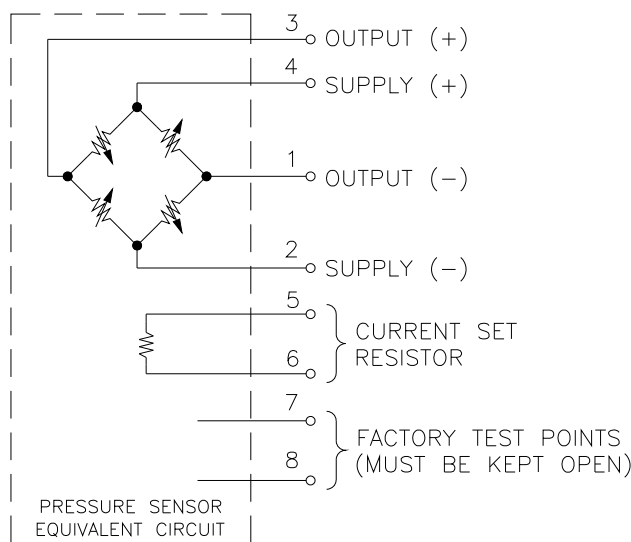 3 OUTPUT (+)
4 SUPPLY (+)
1 OUTPUT (−)
2 SUPPLY (−)
5
CURRENT SET
RESISTOR
6
7
FACTORY TEST POINTS
(MUST BE KEPT OPEN)
8
PRESSURE SENSOR
EQUIVALENT CIRCUIT